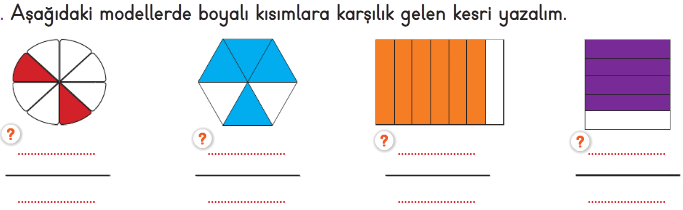 . Aşağıdaki modellerde boyalı kısımlara karşılık gelen kesri yazalım.
? ? ? ?